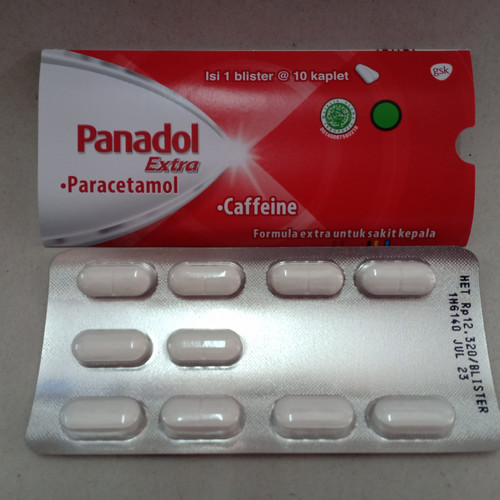 Isi 1 blister @ 10 kaplet
gsk
Panadol
Extra
•Paracetamol
•Caffeine
Formula extra untuk sakit kepala
HET Rp12.320/BLISTER
1H6140 JUL 23